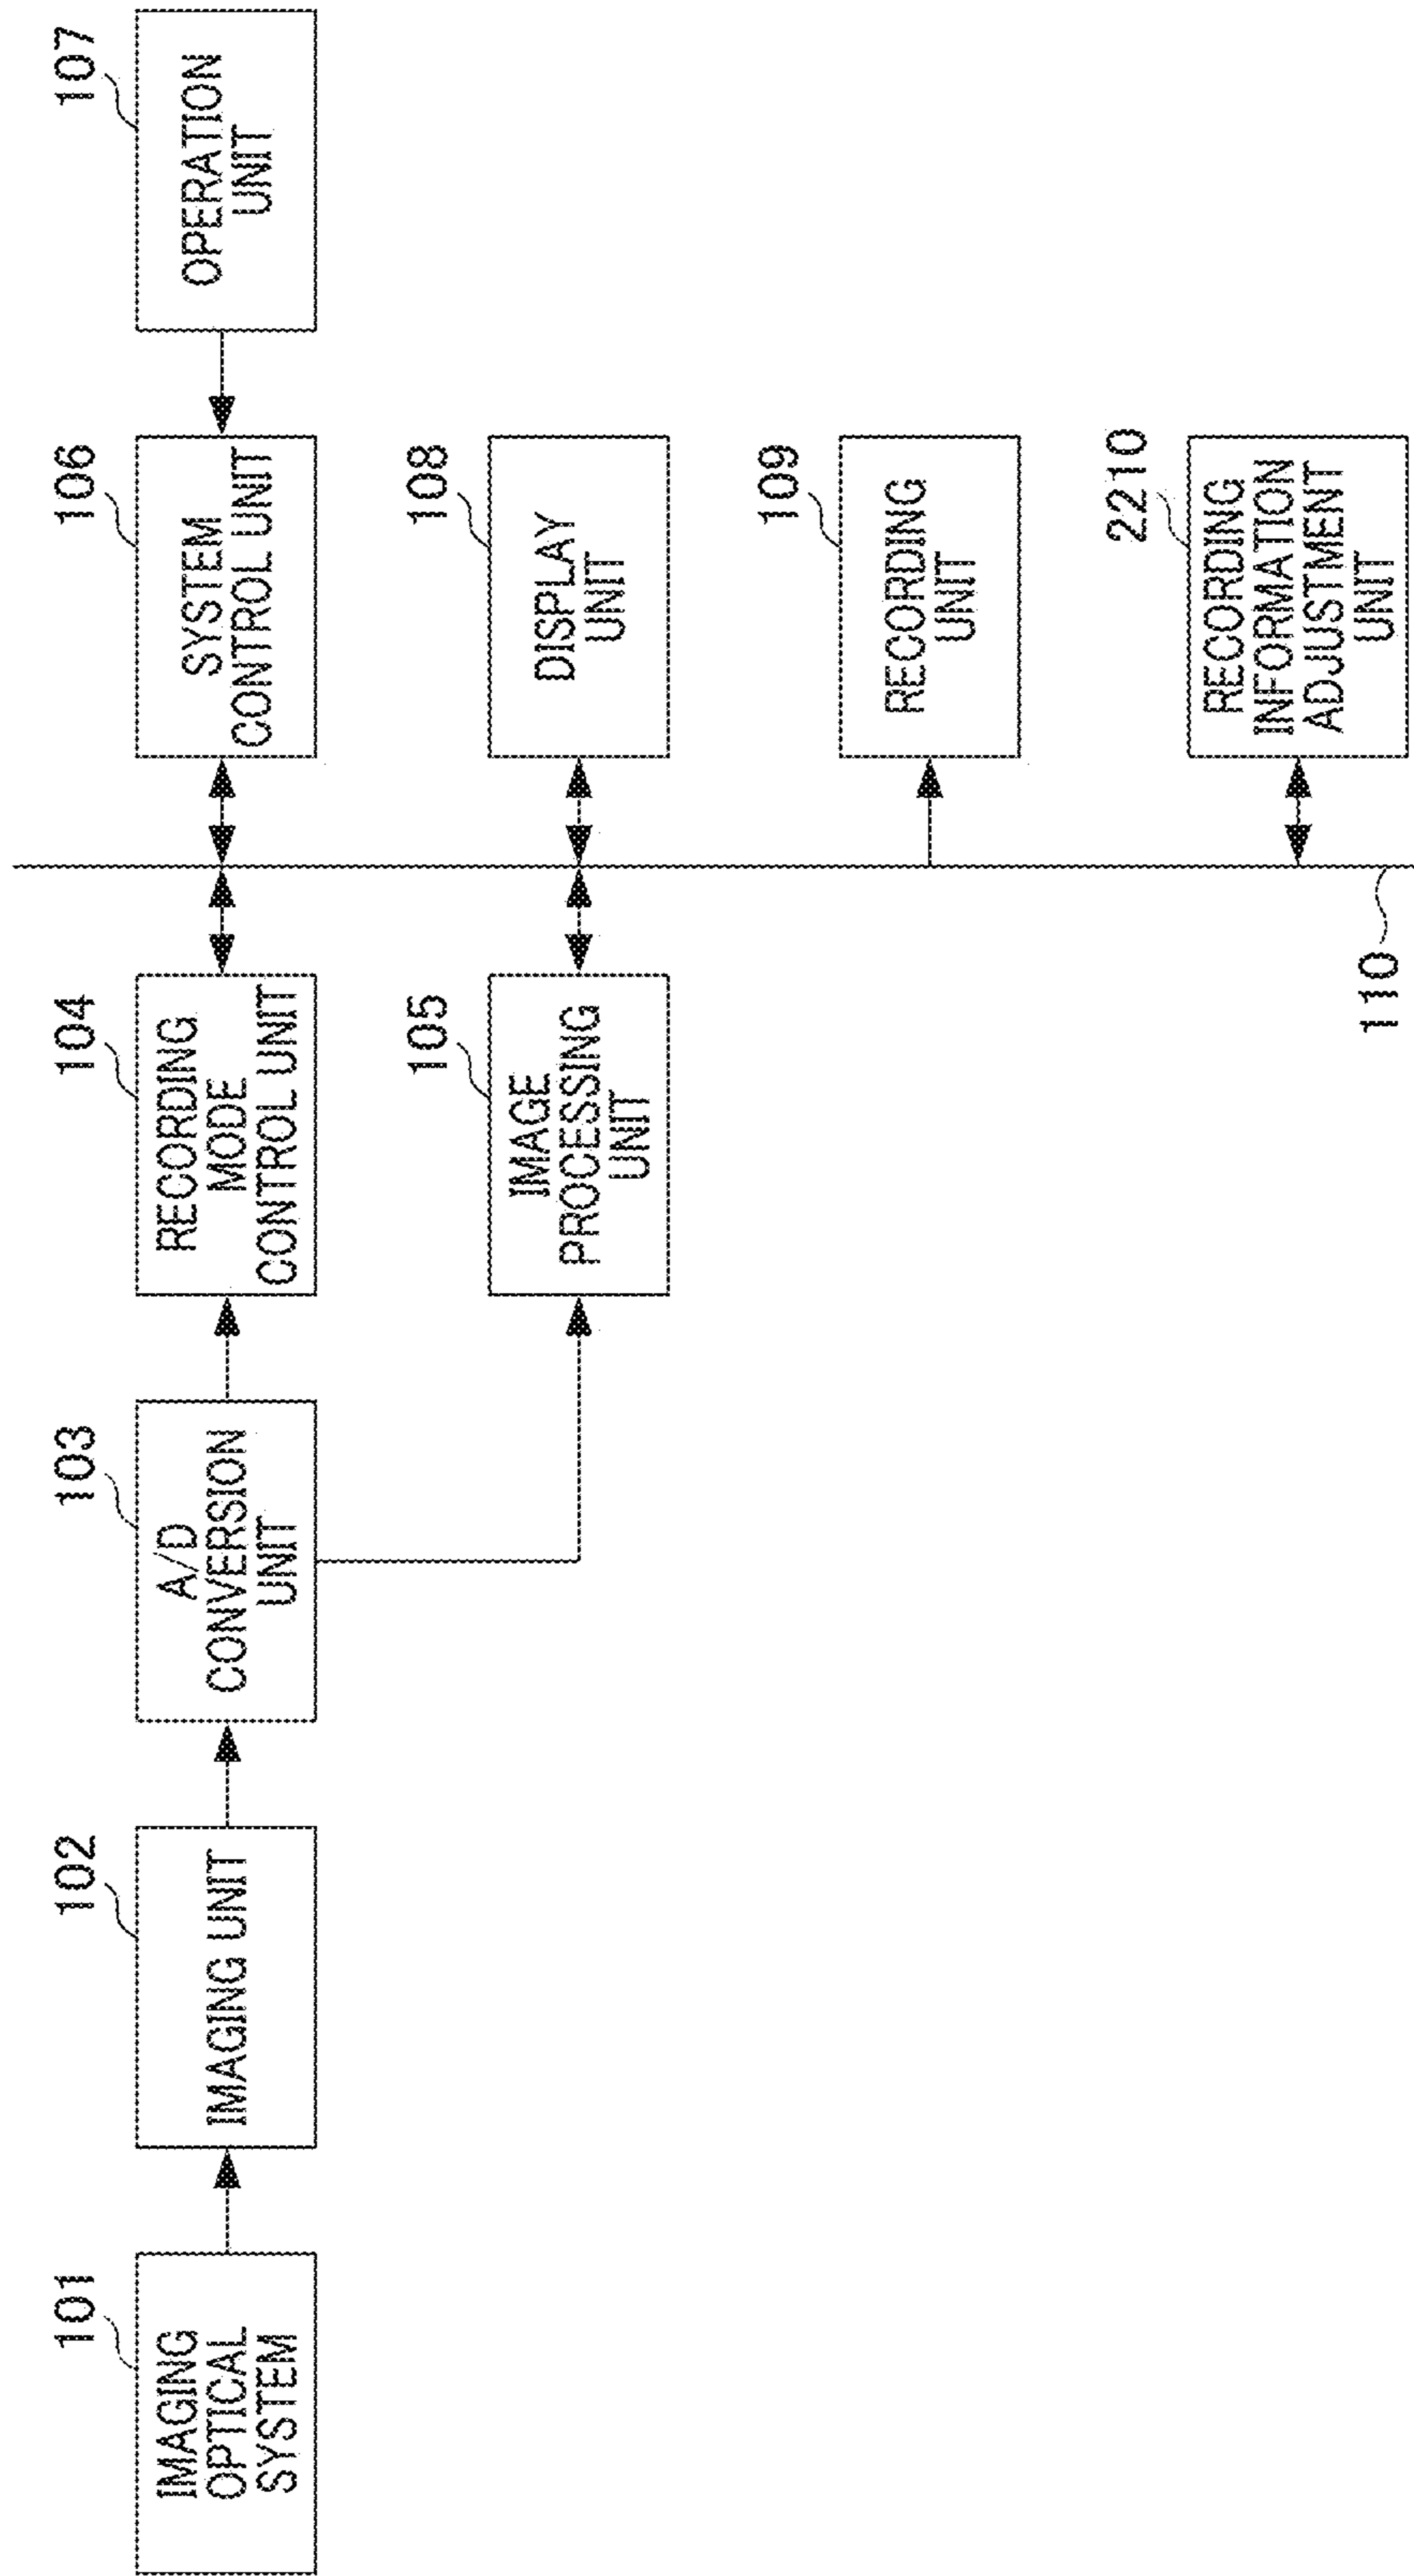 101
IMAGING
OPTICAL
SYSTEM
102
IMAGING UNIT
103
A/D
CONVERSION
UNIT
104
RECORDING
MODE
CONTROL UNIT
106
SYSTEM
CONTROL UNIT
107
OPERATION
UNIT
105
IMAGE
PROCESSING
UNIT
108
DISPLAY
UNIT
109
RECORDING
UNIT
2210
RECORDING
INFORMATION
ADJUSTMENT
UNIT
110